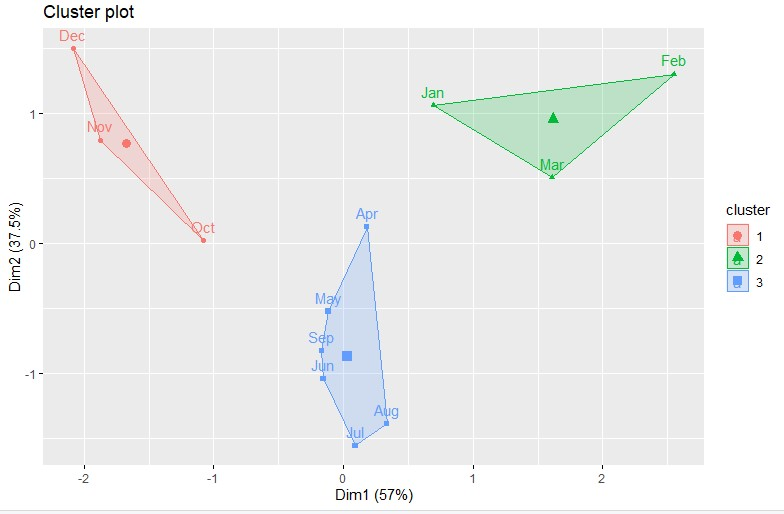 Cluster plot
Dec
Feb
Jan
1
Nov
Mar
Apr
Oct
cluster
1
2
3
0
Dim2 (37.5%)
May
Sep
Jun
-1
Aug
Jul
-2
-1
0
1
2
Dim1 (57%)